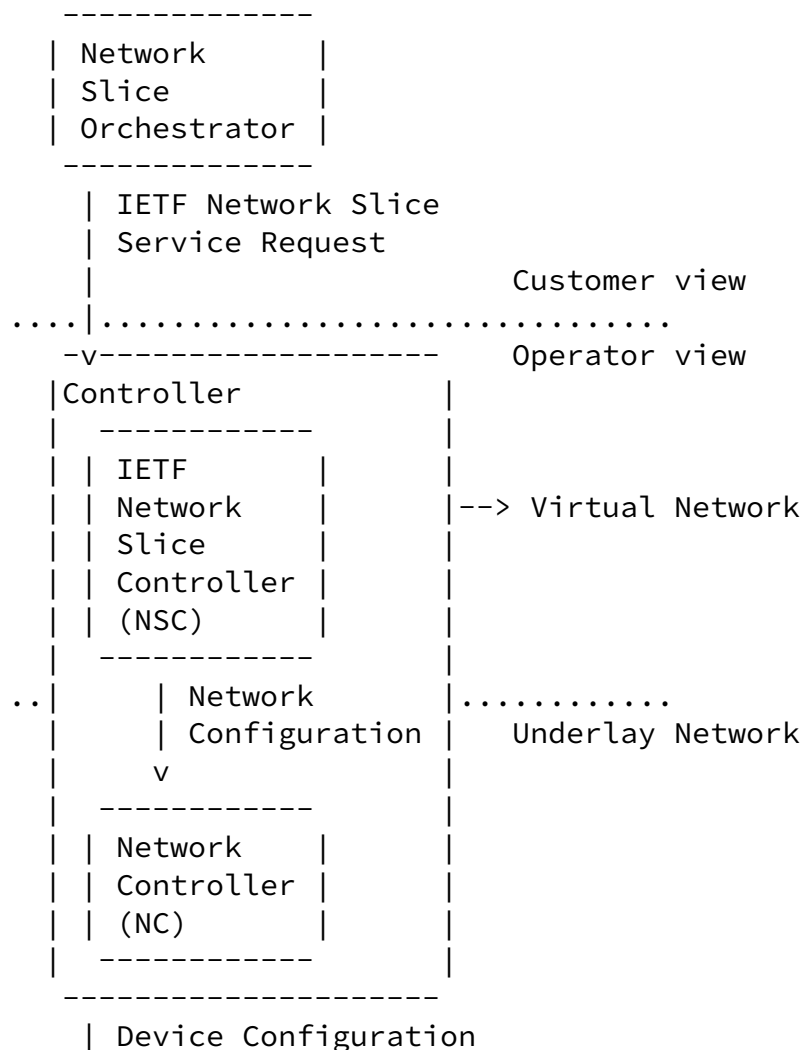 Network
Slice
Orchestrator
IETF Network Slice
Service Request
Customer view
Operator view
Controller
IETF
Network
--> Virtual Network
Slice
Controller
(NSC)
Network
Configuration
Underlay Network
v
Network
Controller
(NC)
Device Configuration